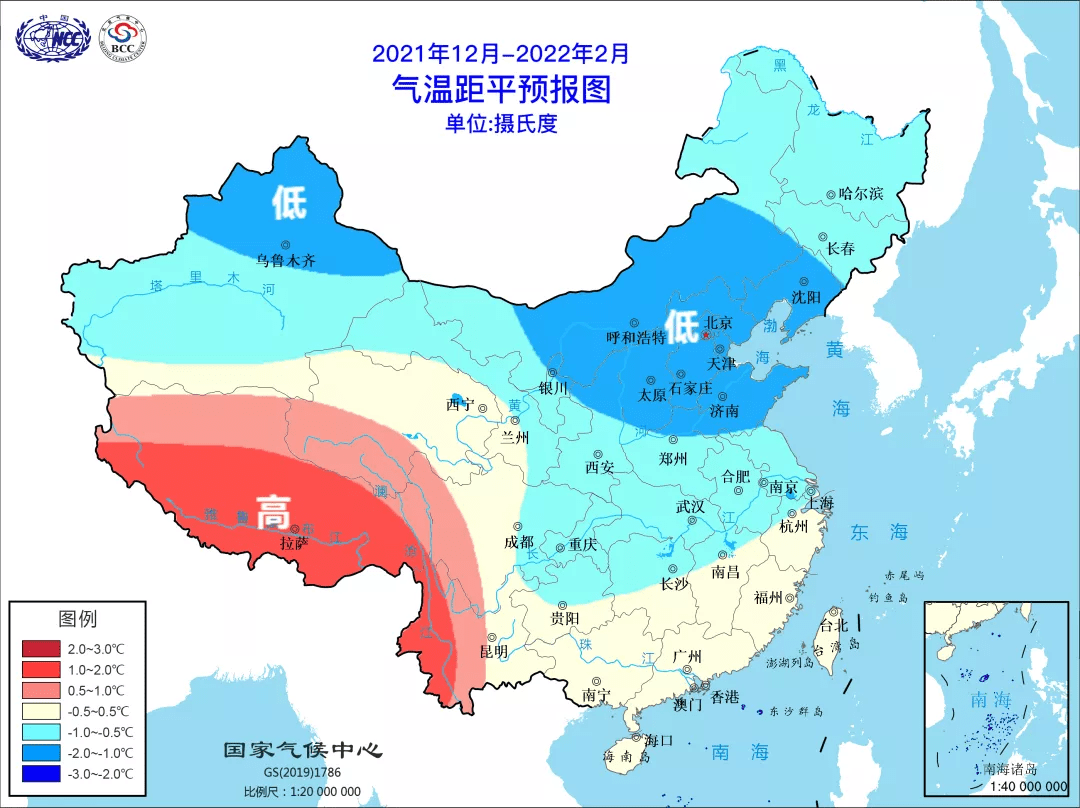 中国
NCC
BCC
BEIJING CLIMATE CENTER
2021年12月-2022年2月
气温距平预报图
单位:摄氏度
黑
龙
江
哈尔滨
长春
沈阳
低
乌鲁木齐
塔里木河
低
北京
呼和浩特
天津
渤
海
黄
海
银川
太原
石家庄
济南
西宁
黄
兰州
河
郑州
西安
合肥
南京
上海
武汉
江
杭州
东海
高
澜
雅鲁
布江
拉萨
沧
江
成都
长
重庆
长沙
南昌
赤尾屿
钓鱼岛
福州
贵阳
台北
台湾岛
昆明
珠
江
广州
澎湖列岛
南宁
澳门
香港
东沙群岛
海口
海南岛
南海
图例
2.0~3.0℃
1.0~2.0℃
0.5~1.0℃
-0.5~0.5℃
-1.0~-0.5℃
-2.0~-1.0℃
-3.0~-2.0℃
国家气候中心
GS(2019)1786
比例尺：1:20 000 000
南海
南海诸岛
1:40 000 000